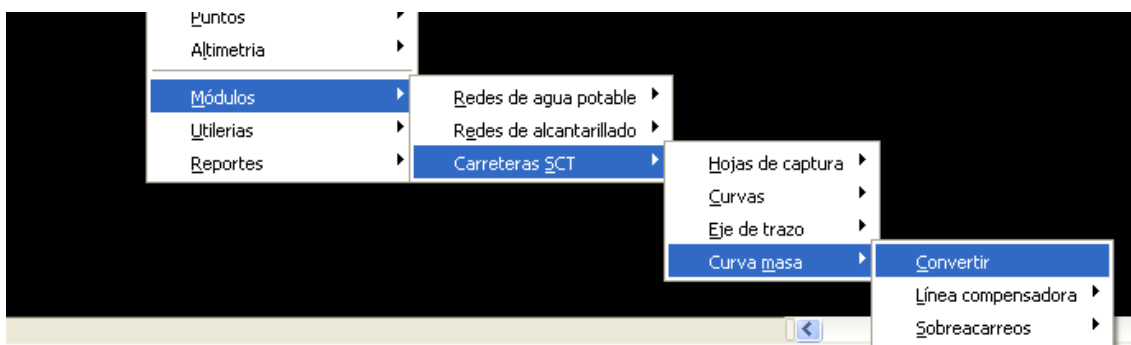 Puntos
Altimetria
Módulos
Utilerias
Reportes
Redes de agua potable
Redes de alcantarillado
Carreteras SCT
Hojas de captura
Curvas
Eje de trazo
Curva masa
Convertir
Línea compensadora
Sobreacarreos